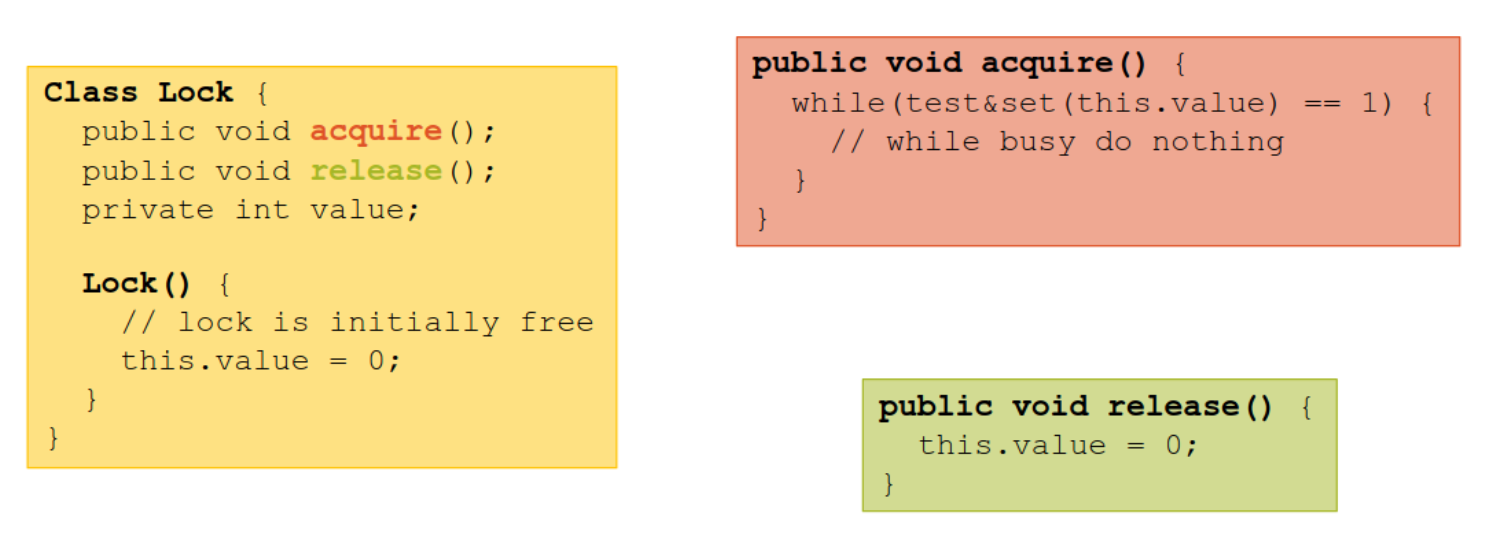 Class Lock {
public void acquire();
public void release();
private int value;
Lock() {
// lock is initially free
this.value = 0;
}
}
public void acquire() {
while(test&set(this.value) == 1) {
// while busy do nothing
}
}
public void release() {
this.value = 0;
}